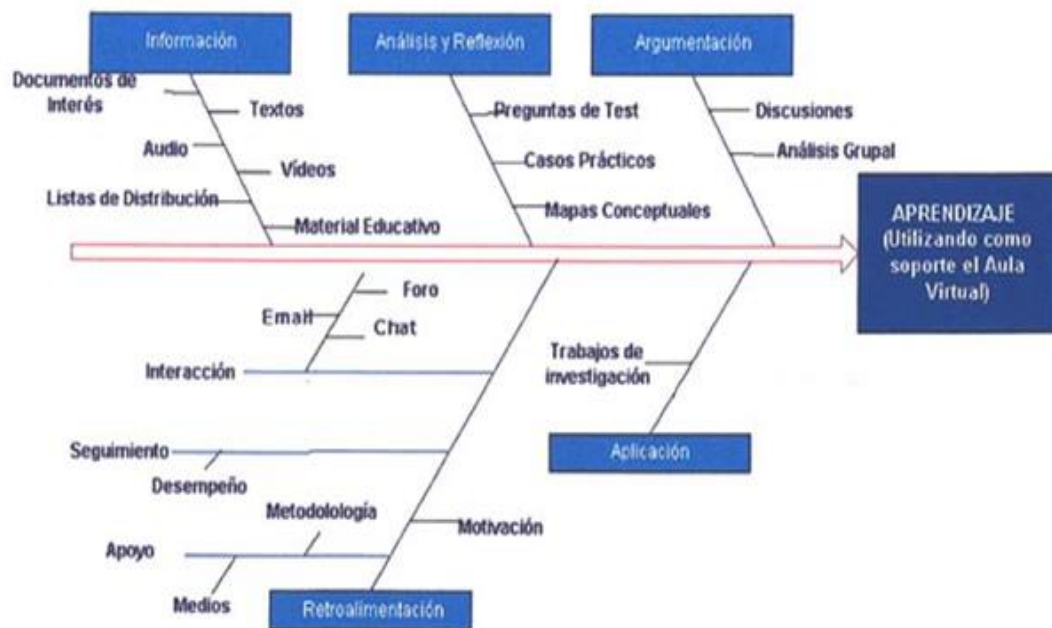 Información
Análisis y Reflexión
Argumentación
Documentos de
Interés
Textos
Audio
Vídeos
Listas de Distribución
Material Educativo
Preguntas de Test
Casos Prácticos
Mapas Conceptuales
Discusiones
Análisis Grupal
APRENDIZAJE
(Utilizando como
soporte el Aula
Virtual)
Foro
Email
Chat
Interacción
Seguimiento
Desempeño
Metodolología
Apoyo
Medios
Motivación
Retroalimentación
Trabajos de
investigación
Aplicación